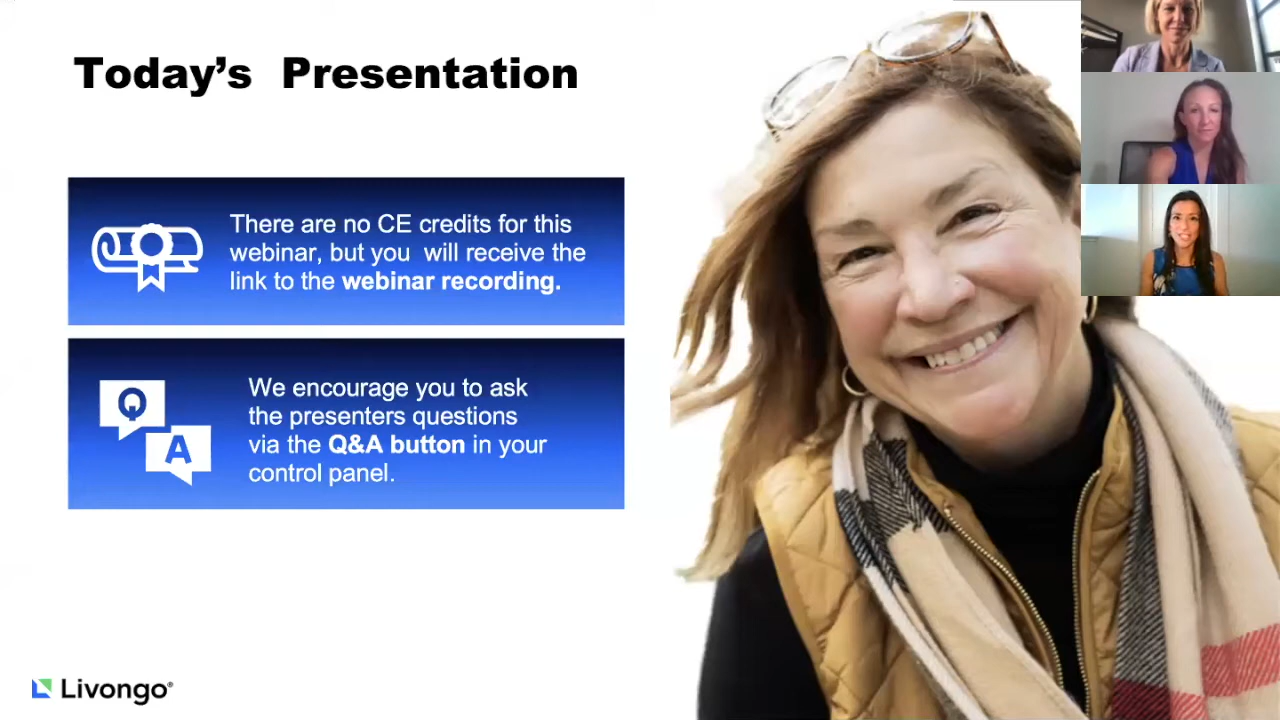 Today's Presentation
There are no CE credits for this
webinar, but you will receive the
link to the webinar recording.
Q
A
We encourage you to ask
the presenters questions
via the Q&A button in your
control panel.
Livongo®